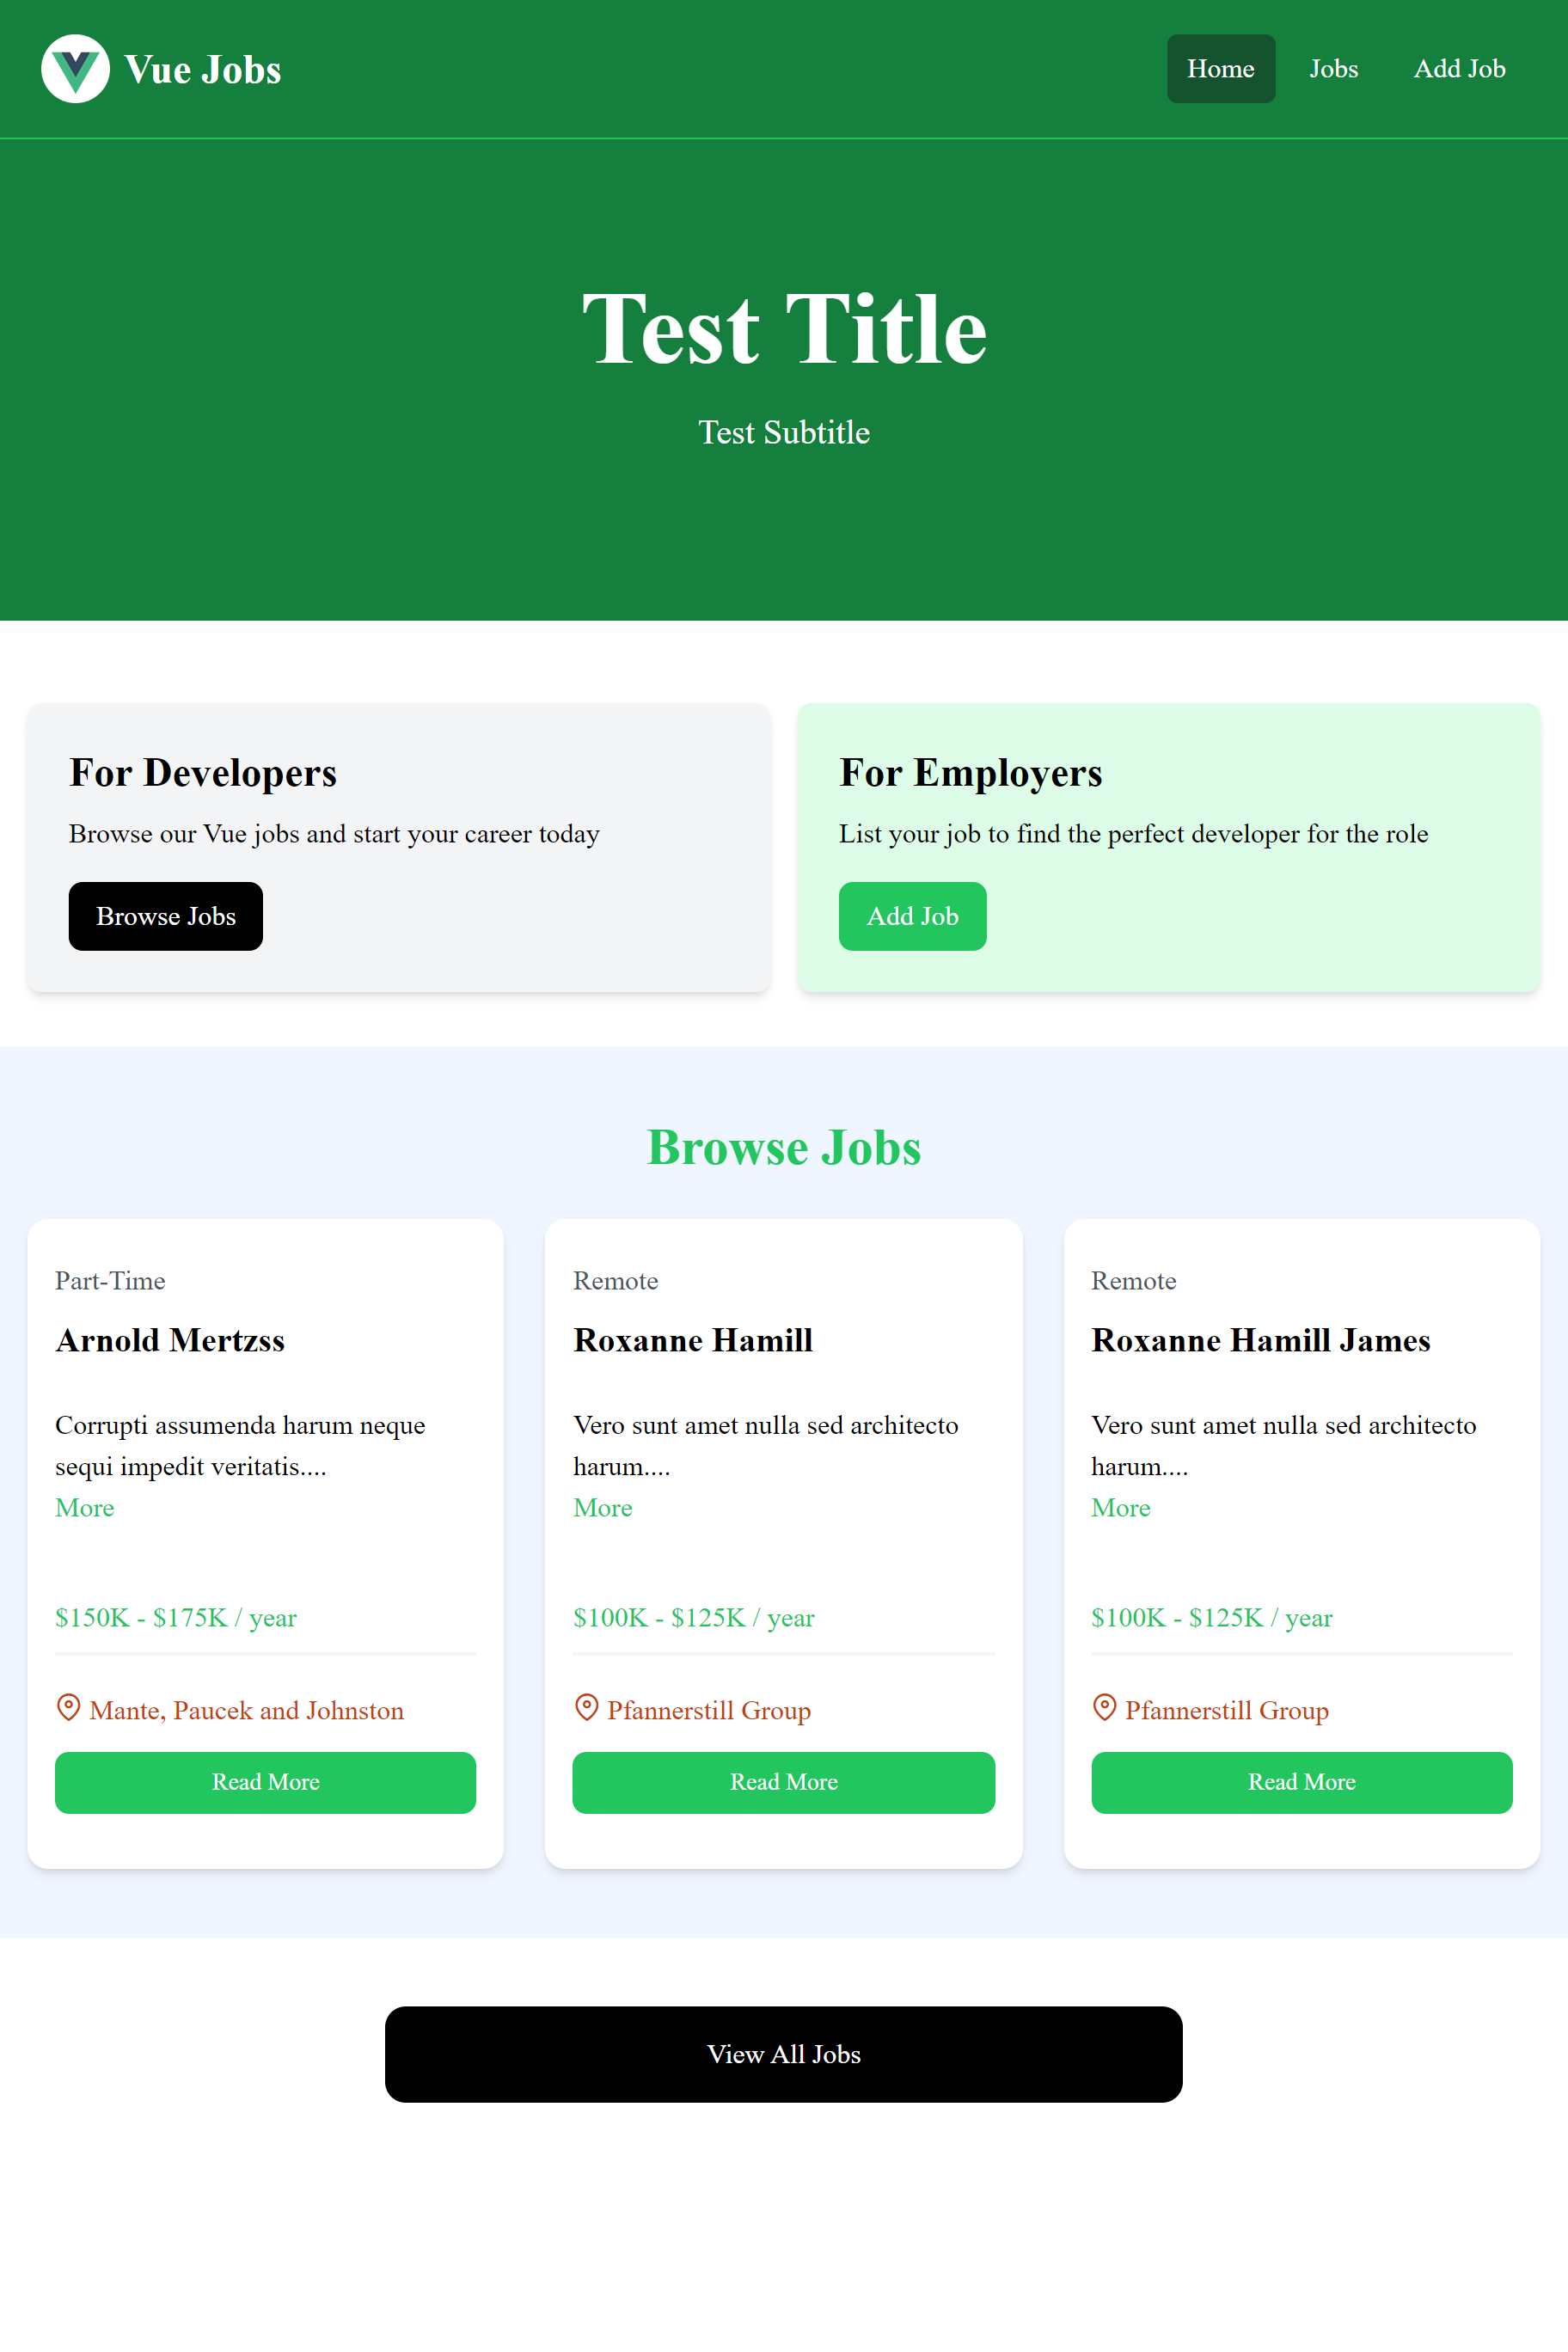 Vue Jobs
Home
Jobs
Add Job
Test Title
Test Subtitle
For Developers
Browse our Vue jobs and start your career today
Browse Jobs
For Employers
List your job to find the perfect developer for the role
Add Job
Browse Jobs
Part-Time
Arnold Mertzss
Corrupti assumenda harum neque
sequi impedit veritatis....
More
$150K - $175K / year
Mante, Paucek and Johnston
Read More
Remote
Roxanne Hamill
Vero sunt amet nulla sed architecto
harum....
More
$100K - $125K / year
Pfannerstill Group
Read More
Remote
Roxanne Hamill James
Vero sunt amet nulla sed architecto
harum....
More
$100K - $125K / year
Pfannerstill Group
Read More
View All Jobs